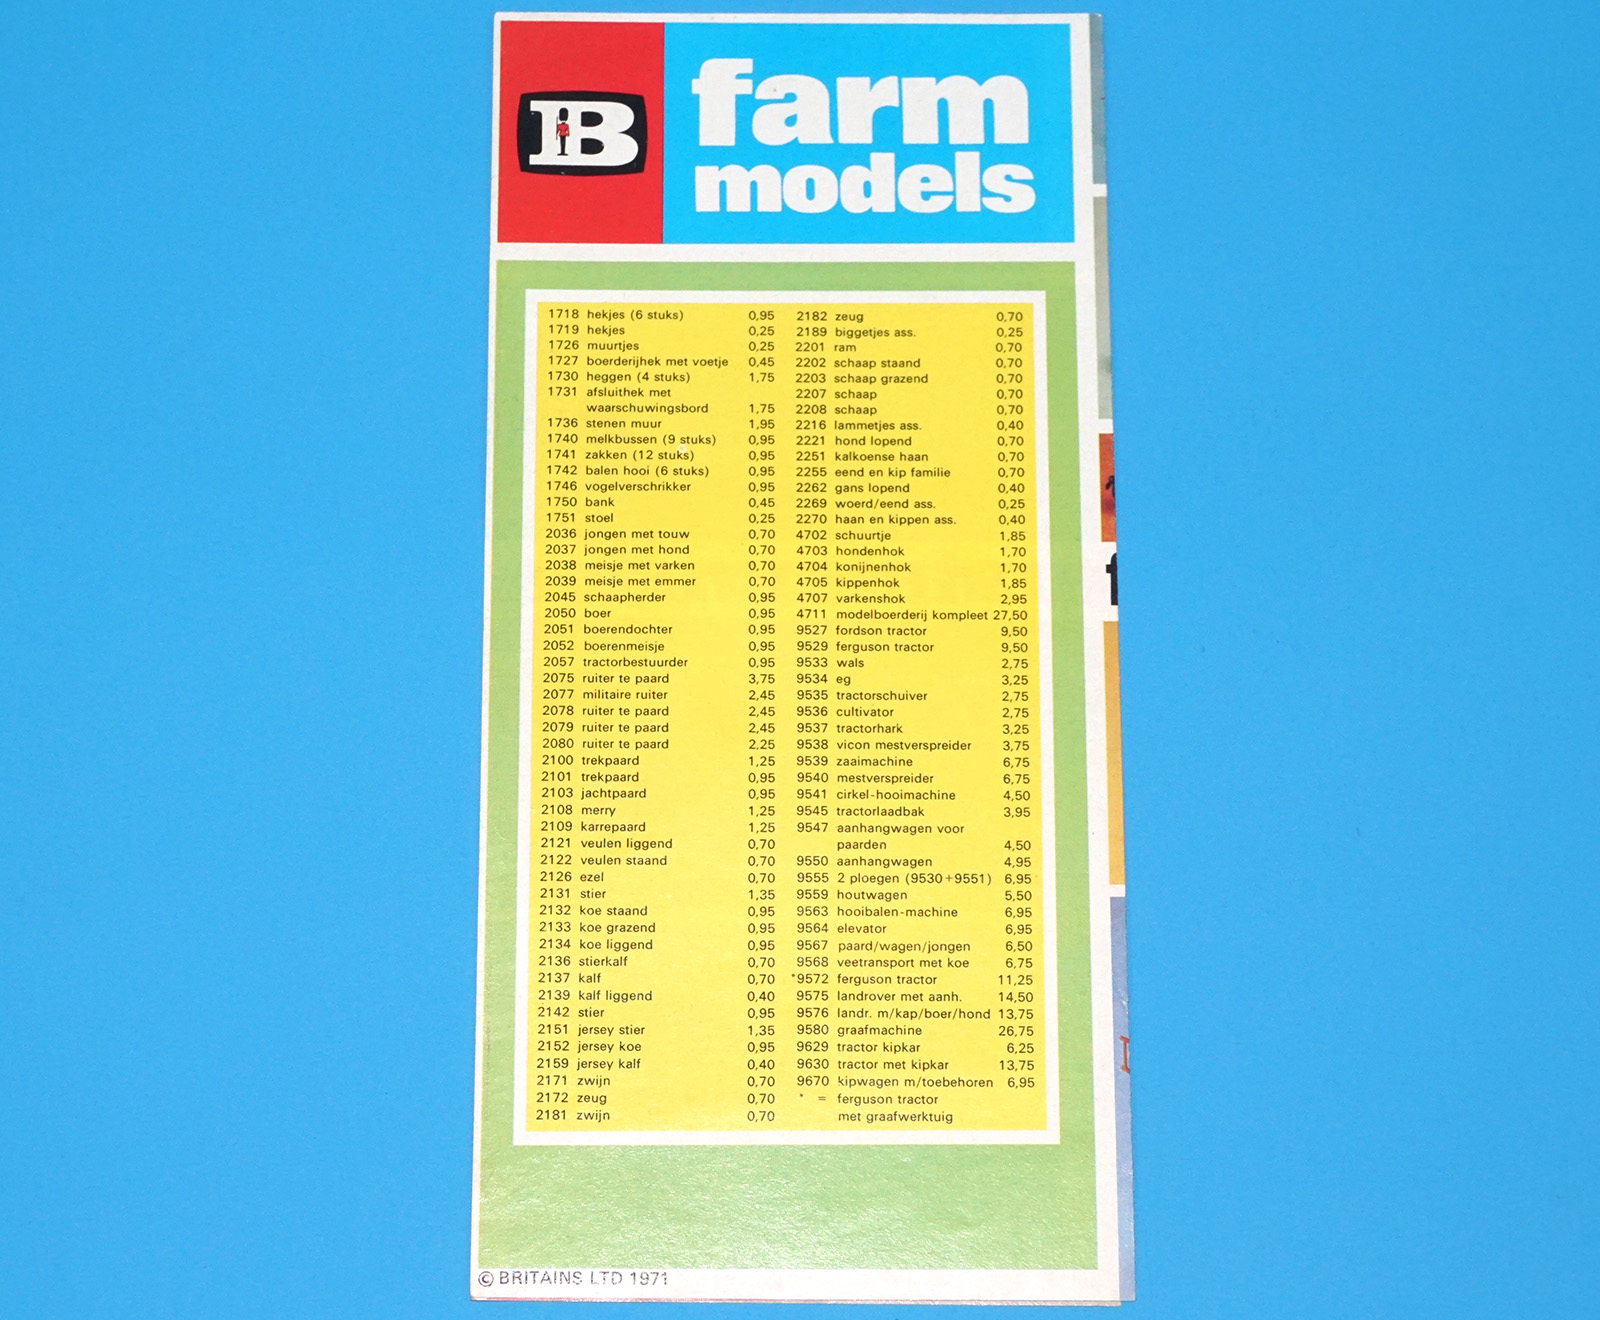 B
farm
models
1718 hekjes (6 stuks) 0,95
1719 hekjes 0,25
1726 muurtjes 0,25
1727 boerderijhek met voetje 0,45
1730 heggen (4 stuks) 1,75
1731 afsluithek met
waarschuwingsbord 1,75
1736 stenen muur 1,95
1740 melkbussen (9 stuks) 0,95
1741 zakken (12 stuks) 0,95
1742 balen hooi (6 stuks) 0,95
1746 vogelverschrikker 0,95
1750 bank 0,45
1751 stoel 0,25
2036 jongen met touw 0,70
2037 jongen met hond 0,70
2038 meisje met varken 0,70
2039 meisje met emmer 0,70
2045 schaapherder 0,95
2050 boer 0,95
2051 boerendochter 0,95
2052 boerenmeisje 0,95
2057 tractorbestuurder 0,95
2075 ruiter te paard 3,75
2077 militaire ruiter 2,45
2078 ruiter te paard 2,45
2079 ruiter te paard 2,45
2080 ruiter te paard 2,25
2100 trekpaard 1,25
2101 trekpaard 0,95
2103 jachtpaard 0,95
2108 merry 1,25
2109 karrepaard 1,25
2121 veulen liggend 0,70
2122 veulen staand 0,70
2126 ezel 0,70
2131 stier 1,35
2132 koe staand 0,95
2133 koe grazend 0,95
2134 koe liggend 0,95
2136 stierkalf 0,70
2137 kalf 0,70
2139 kalf liggend 0,40
2142 stier 0,95
2151 jersey stier 1,35
2152 jersey koe 0,95
2159 jersey kalf 0,40
2171 zwijn 0,70
2172 zeug 0,70
2181 zwijn 0,70
2182 zeug 0,70
2189 biggetjes ass. 0,25
2201 ram 0,70
2202 schaap staand 0,70
2203 schaap grazend 0,70
2207 schaap 0,70
2208 schaap 0,70
2216 lammetjes ass. 0,40
2221 hond lopend 0,70
2251 kalkoense haan 0,70
2255 eend en kip familie 0,70
2262 gans lopend 0,40
2269 woerd/eend ass. 0,25
2270 haan en kippen ass. 0,40
4702 schuurtje 1,85
4703 hondenhok 1,70
4704 konijnenhok 1,70
4705 kippenhok 1,85
4707 varkenshok 2,95
4711 modelboerderij kompleet 27,50
9527 fordson tractor 9,50
9529 ferguson tractor 9,50
9533 wals 2,75
9534 eg 3,25
9535 tractorschuiver 2,75
9536 cultivator 2,75
9537 tractorhark 3,25
9538 vicon mestverspreider 3,75
9539 zaaimachine 6,75
9540 mestverspreider 6,75
9541 cirkel-hooimachine 4,50
9545 tractorlaadbak 3,95
9547 aanhangwagen voor
paarden 4,50
9550 aanhangwagen 4,95
9555 2 ploegen (9530+9551) 6,95
9559 houtwagen 5,50
9563 hooibalen-machine 6,95
9564 elevator 6,95
9567 paard/wagen/jongen 6,50
9568 veetransport met koe 6,75
*9572 ferguson tractor 11,25
9575 landrover met aanh. 14,50
9576 landr. m/kap/boer/hond 13,75
9580 graafmachine 26,75
9629 tractor kipkar 6,25
9630 tractor met kipkar 13,75
9670 kipwagen m/toebehoren 6,95
* = ferguson tractor
met graafwerktuig
© BRITAINS LTD 1971